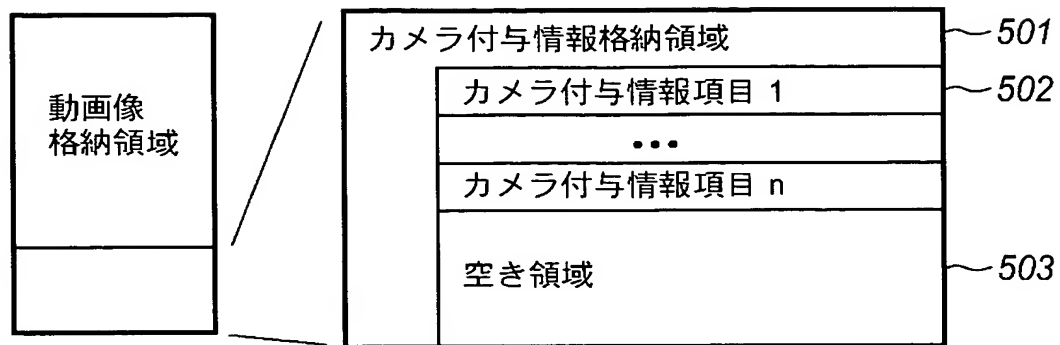 動画像
格納領域
カメラ付与情報格納領域
501
カメラ付与情報項目 1
502
•••
カメラ付与情報項目 n
空き領域
503